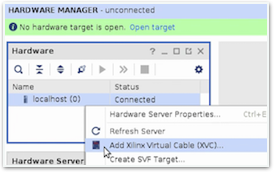 HARDWARE MANAGER - unconnected
No hardware target is open. Open target
Hardware
Name Status
localhost (0) Connected
Hardware Server Properties... Ctrl+E
Refresh Server
Add Xilinx Virtual Cable (XVC)...
Hardware Server
Create SVF Target...